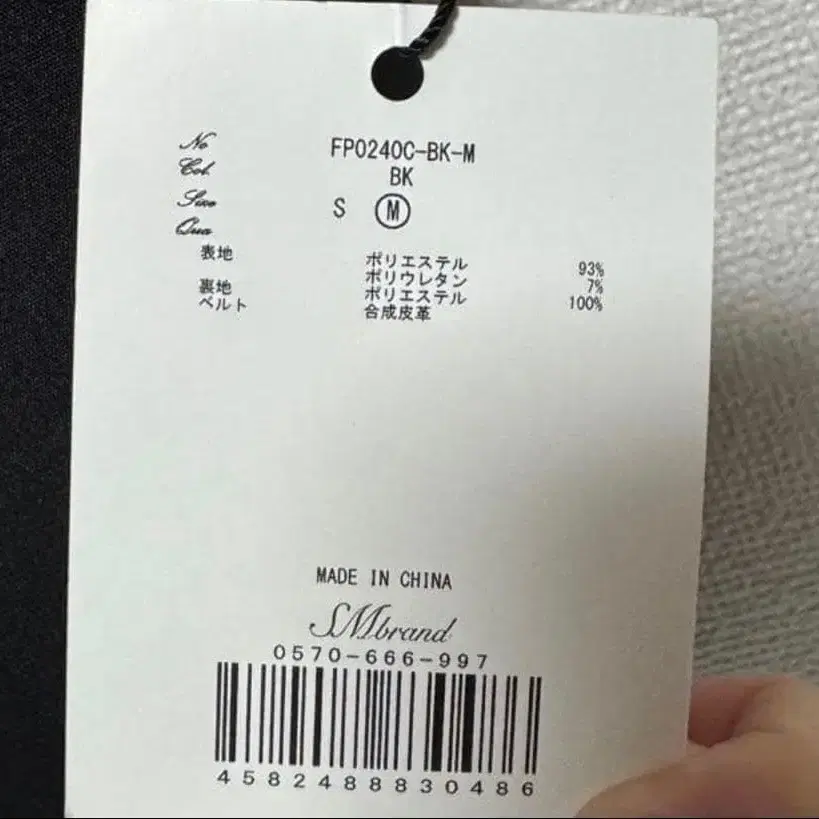 No FP0240C-BK-M
Col. BK
Size S M
Qua
表地 ポリエステル 93%
ポリウレタン 7%
裏地 ポリエステル 100%
ベルト 合成皮革
MADE IN CHINA
SMbrand
0570-666-997
4582488830486